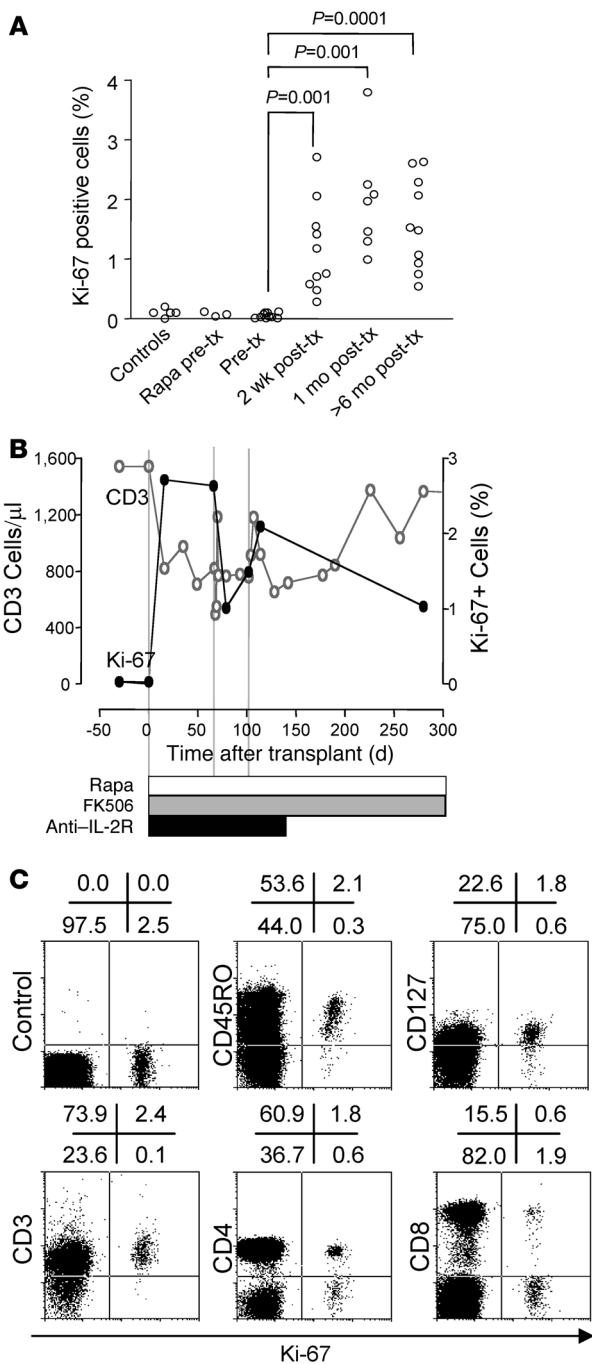 A
P=0.0001
P=0.001
P=0.001
Ki-67 positive cells (%)
4
3
2
1
0
Controls
Rapa pre-tx
Pre-tx
2 wk post-tx
1 mo post-tx
>6 mo post-tx
B
CD3 Cells/µl
1,600
1,200
800
400
0
CD3
Ki-67
3
2
1
0
Ki-67+ Cells (%)
-50 0 50 100 150 200 250 300
Time after transplant (d)
Rapa
FK506
Anti–IL-2R
C
0.0 0.0
97.5 2.5
Control
53.6 2.1
44.0 0.3
CD45RO
22.6 1.8
75.0 0.6
CD127
73.9 2.4
23.6 0.1
CD3
60.9 1.8
36.7 0.6
CD4
15.5 0.6
82.0 1.9
CD8
Ki-67